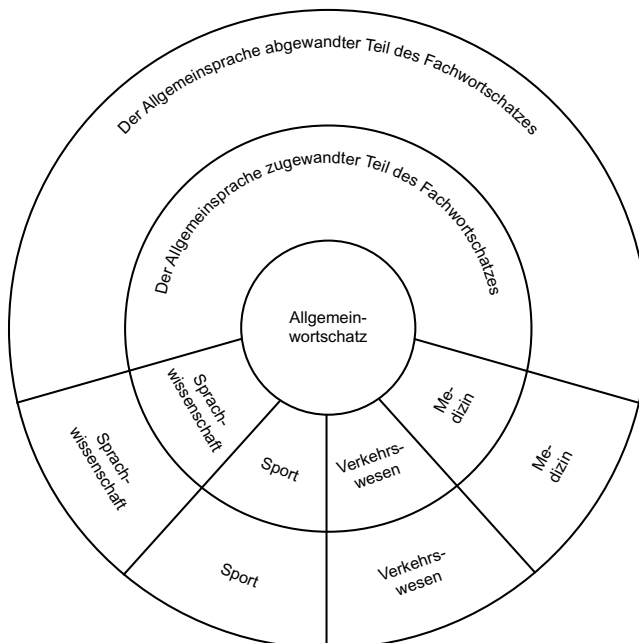 Der Allgemeinsprache abgewandter Teil des Fachwortschatzes
Der Allgemeinsprache zugewandter Teil des Fachwortschatzes
Allgemein-
wortschatz
Sprach-
wissenschaft
Sport
Verkehrs-
wesen
Me-
dizin
Sprach-
wissenschaft
Sport
Verkehrs-
wesen
Me-
dizin